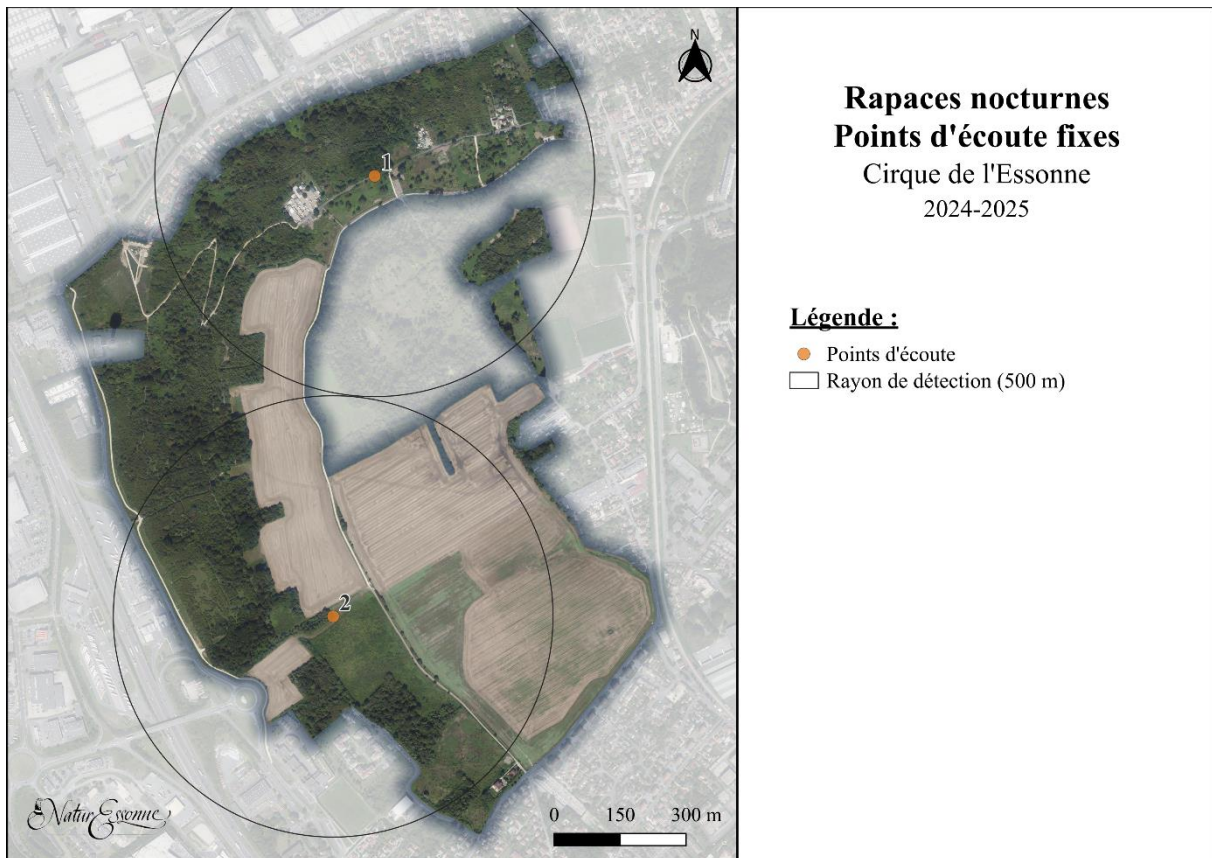 Rapaces nocturnes
Points d'écoute fixes
Cirque de l'Essonne
2024-2025
Légende :
Points d'écoute
Rayon de détection (500 m)
N
1
2
NaturEssonne
0 150 300 m